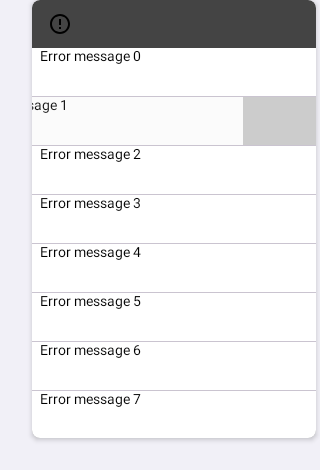 Error message 0
sage 1
Error message 2
Error message 3
Error message 4
Error message 5
Error message 6
Error message 7